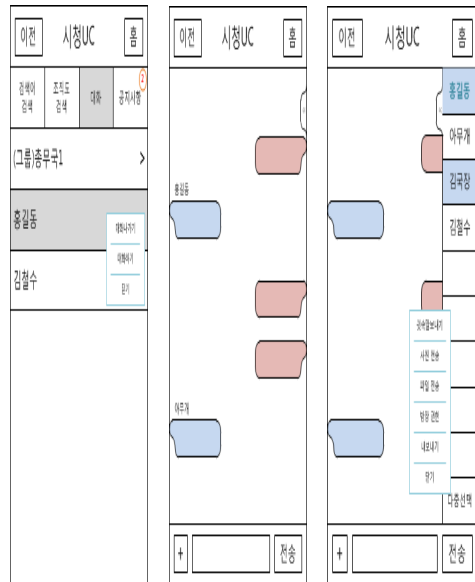 이전 시청UC 홈
검색어 검색
조직도 검색
대화
공지사항 2
(그룹)총무국1 >
홍길동
대화나가기
대화하기
닫기
김철수
이전 시청UC 홈
홍길동
아무개
+ 전송
이전 시청UC 홈
홍길동
아무개
김국장
김철수
귓속말보내기
사진 전송
파일 전송
방장 권한
내보내기
닫기
다중선택
+ 전송